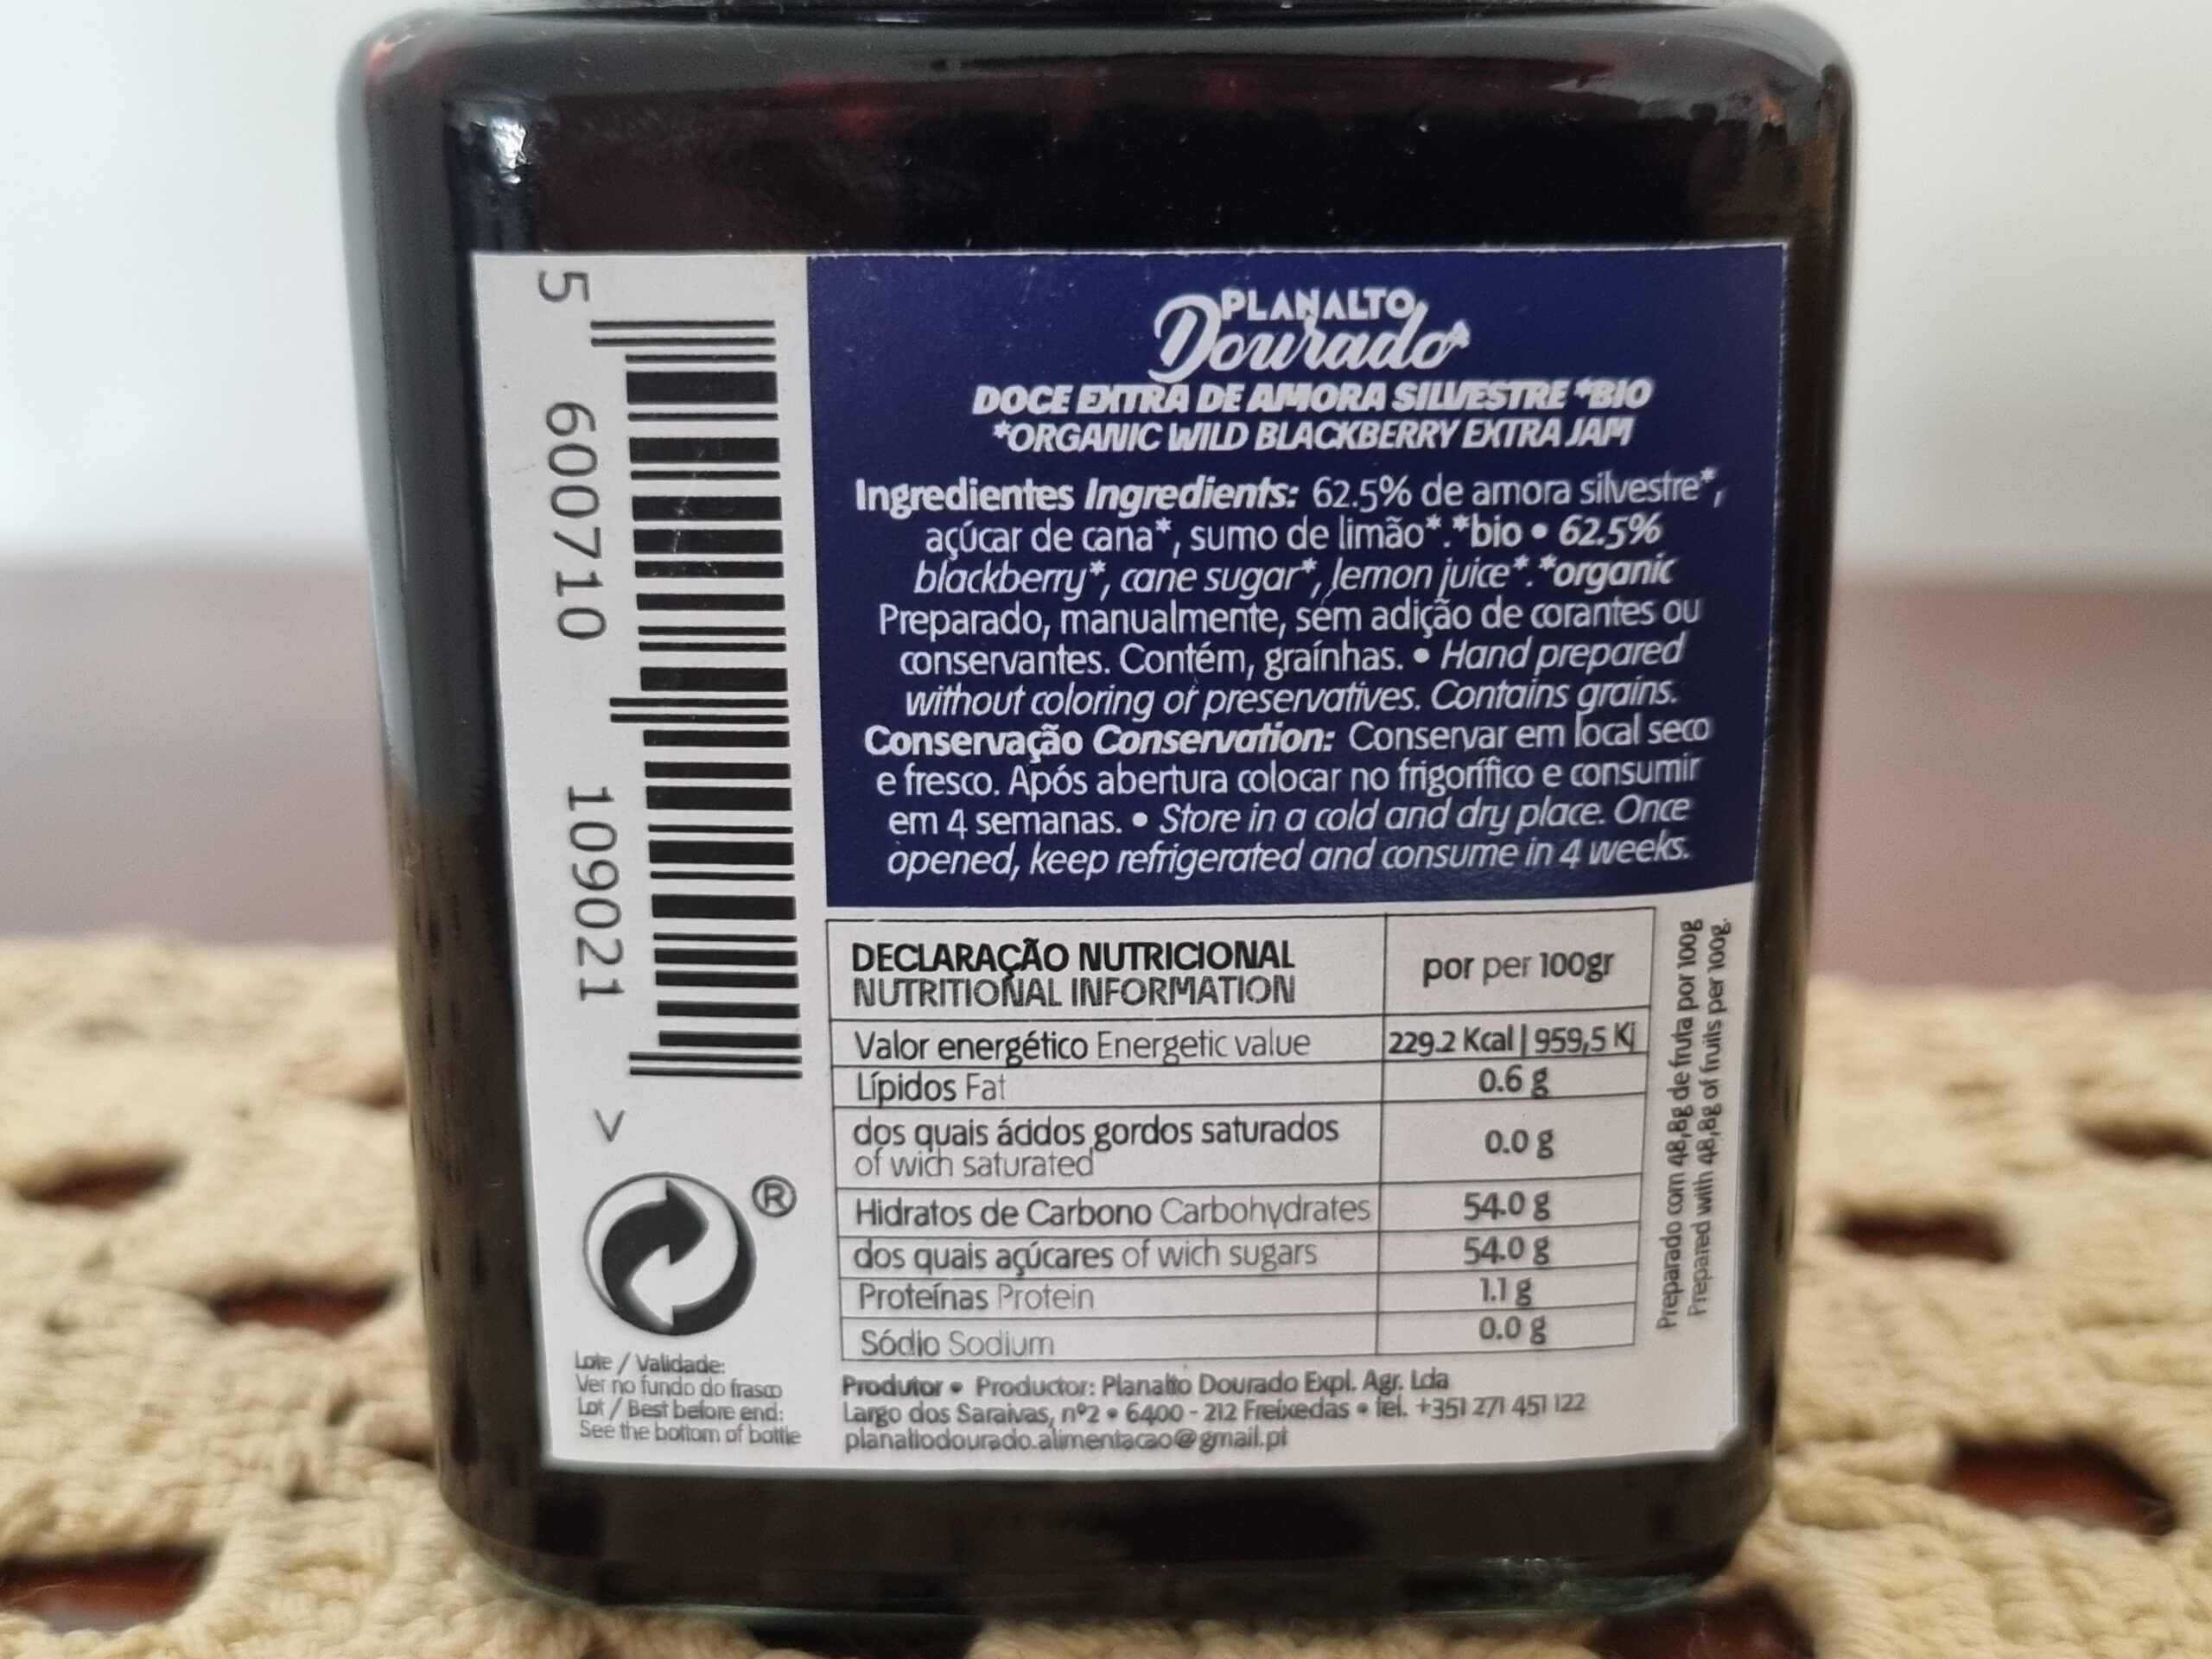 5 600710 109021 >
PLANALTO
Dourado
DOCE EXTRA DE AMORA SILVESTRE *BIO
*ORGANIC WILD BLACKBERRY EXTRA JAM
Ingredientes Ingredients: 62.5% de amora silvestre*,
açúcar de cana*, sumo de limão*.*bio • 62.5%
blackberry*, cane sugar*, lemon juice*.*organic
Preparado, manualmente, sem adição de corantes ou
conservantes. Contém, graínhas. • Hand prepared
without coloring or preservatives. Contains grains.
Conservação Conservation: Conservar em local seco
e fresco. Após abertura colocar no frigorífico e consumir
em 4 semanas. • Store in a cold and dry place. Once
opened, keep refrigerated and consume in 4 weeks.
DECLARAÇÃO NUTRICIONAL
NUTRITIONAL INFORMATION
por per 100gr
Valor energético Energetic value 229.2 Kcal | 959,5 Kj
Lípidos Fat 0.6 g
dos quais ácidos gordos saturados
of wich saturated
0.0 g
Hidratos de Carbono Carbohydrates 54.0 g
dos quais açúcares of wich sugars 54.0 g
Proteínas Protein 1.1 g
Sódio Sodium 0.0 g
Preparado com 48,8g de fruta por 100g
Prepared with 48,8g of fruits per 100g.
®
Lote / Validade:
Ver no fundo do frasco
Lot / Best before end:
See the bottom of bottle
Produtor • Productor: Planalto Dourado Expl. Agr. Lda
Largo dos Saraivas, nº2 • 6400 - 212 Freixedas • tel. +351 271 451 122
planaltodourado.alimentacao@gmail.pt